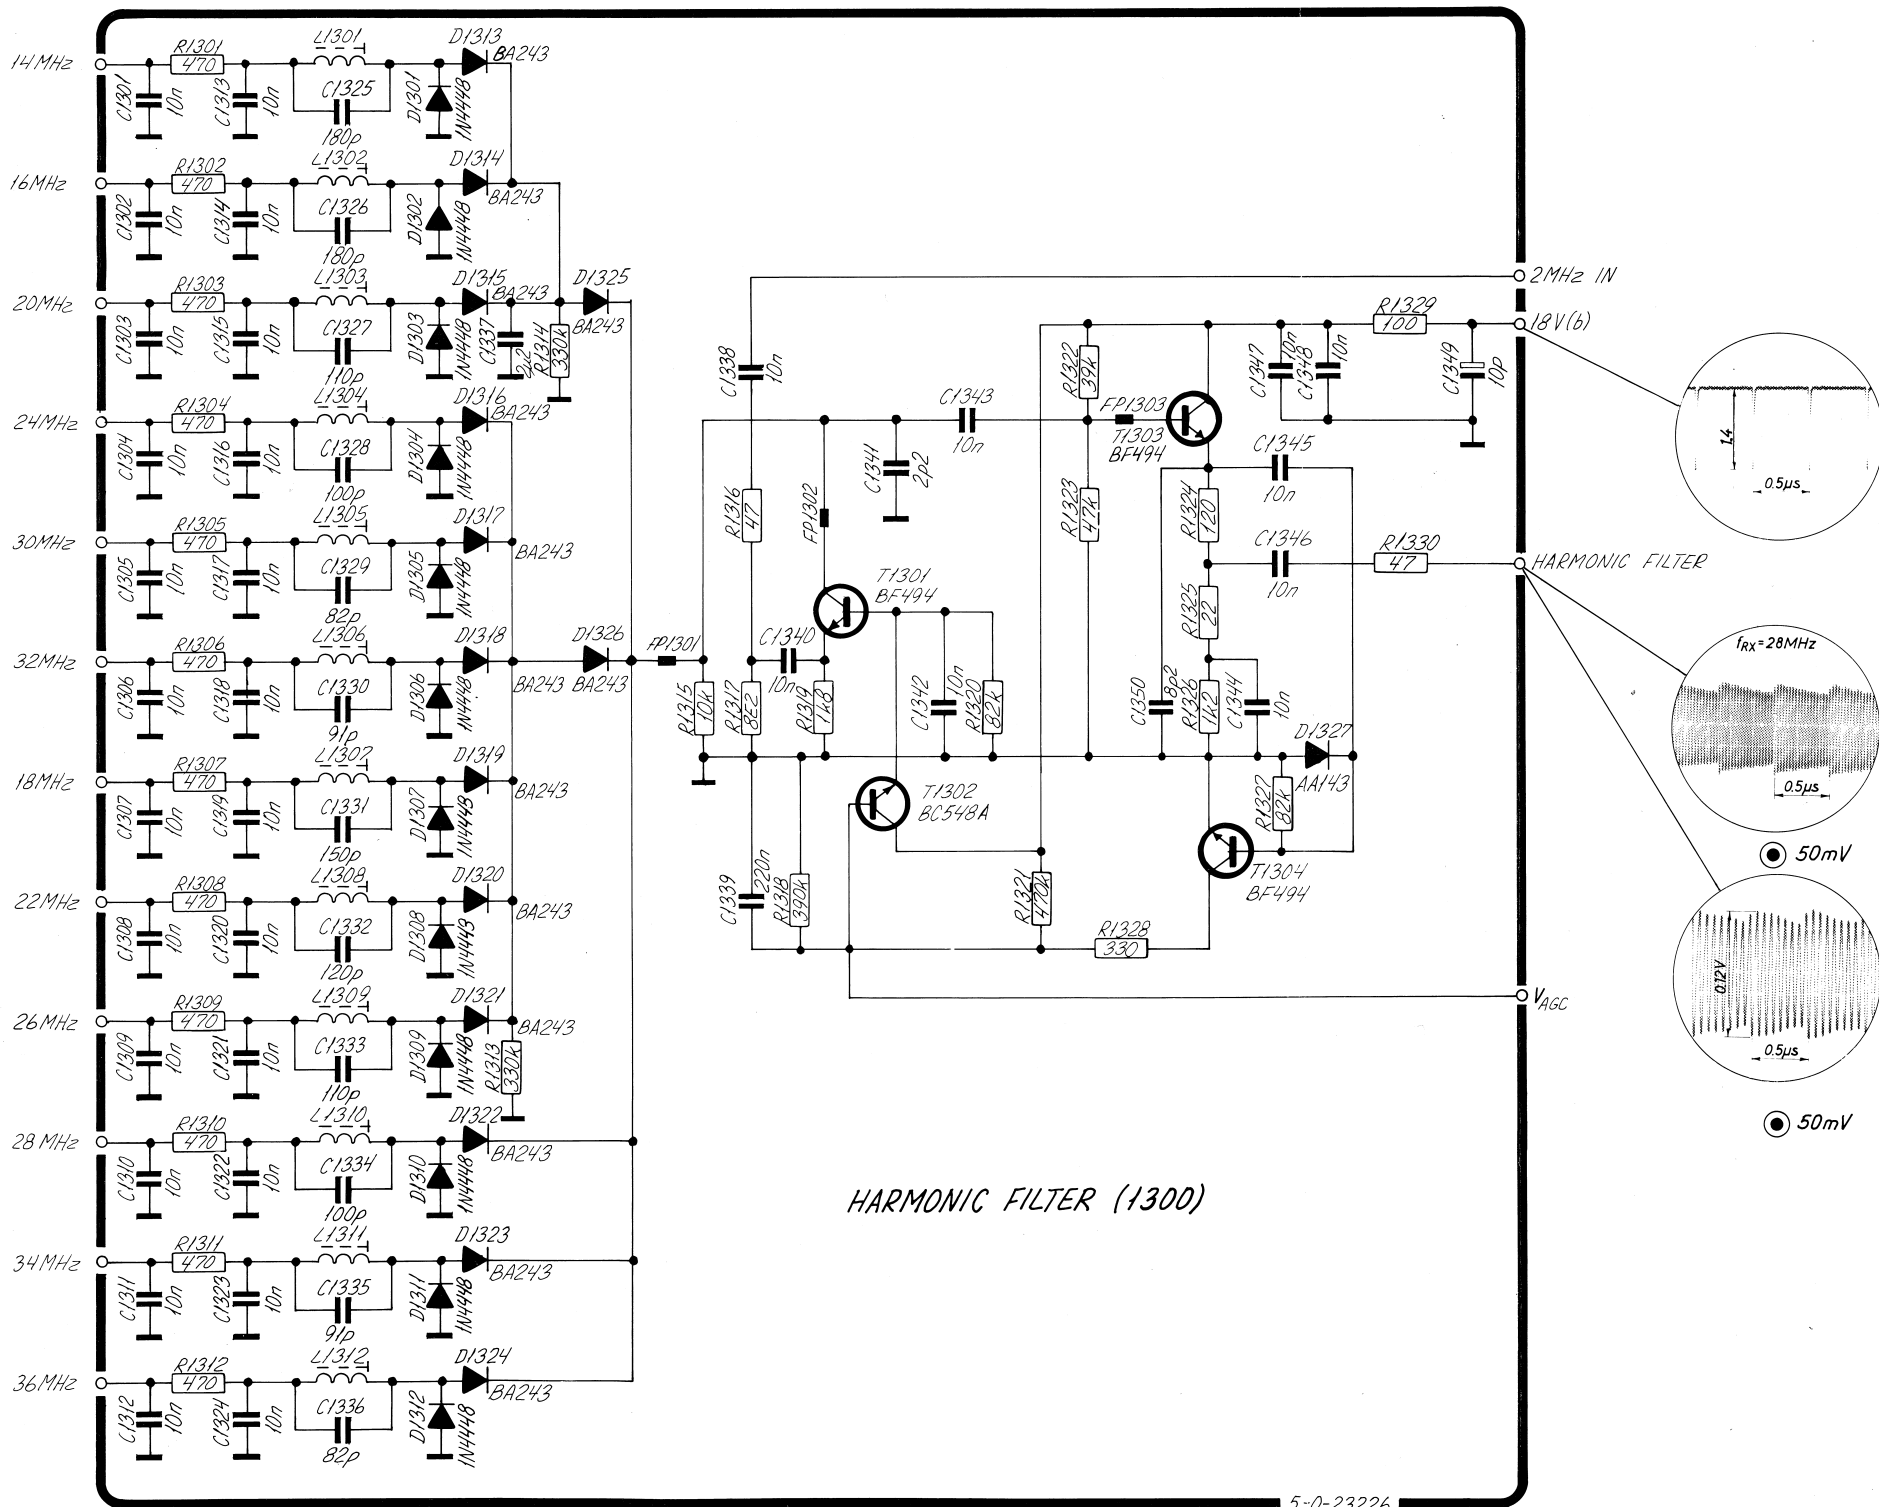 14MHz
R1301
470
L1301
D1313
BA243
C1301
10n
C1313
10n
C1325
180p
D1301
1N4448
16MHz
R1302
470
L1302
D1314
BA243
C1302
10n
C1314
10n
C1326
180p
D1302
1N4448
20MHz
R1303
470
L1303
D1315
BA243
D1325
BA243
C1303
10n
C1315
10n
C1327
110p
D1303
1N4448
C1337
2µ2
R1314
330k
24MHz
R1304
470
L1304
D1316
BA243
C1304
10n
C1316
10n
C1328
100p
D1304
1N4448
30MHz
R1305
470
L1305
D1317
BA243
C1305
10n
C1317
10n
C1329
82p
D1305
1N4448
32MHz
R1306
470
L1306
D1318
BA243
D1326
BA243
FP1301
C1306
10n
C1318
10n
C1330
91p
D1306
1N4448
18MHz
R1307
470
L1307
D1319
BA243
C1307
10n
C1319
10n
C1331
150p
D1307
1N4448
22MHz
R1308
470
L1308
D1320
BA243
C1308
10n
C1320
10n
C1332
120p
D1308
1N4443
26MHz
R1309
470
L1309
D1321
BA243
C1309
10n
C1321
10n
C1333
110p
D1309
1N4448
R1313
330k
28MHz
R1310
470
L1310
D1322
BA243
C1310
10n
C1322
10n
C1334
100p
D1310
1N4448
34MHz
R1311
470
L1311
D1323
BA243
C1311
10n
C1323
10n
C1335
91p
D1311
1N4448
36MHz
R1312
470
L1312
D1324
BA243
C1312
10n
C1324
10n
C1336
82p
D1312
1N4448
2MHz IN
18V(b)
R1329
100
C1338
10n
R1322
39k
C1347
10n
C1348
10n
C1349
10p
C1343
10n
FP1303
T1303
BF494
C1345
10n
R1316
47
FP1302
C1341
2p2
R1323
47k
R1324
120
C1346
10n
R1330
47
HARMONIC FILTER
T1301
BF494
R1325
22
C1340
10n
R1315
10k
R1317
8E2
R1319
1k8
C1342
10n
R1320
82k
C1350
8p2
R1326
1k2
C1344
10n
D1327
AA143
T1302
BC548A
R1327
82k
T1304
BF494
C1339
220n
R1318
390k
R1321
470k
R1328
330
VAGC
1,4
0.5µs
fRX=28MHz
0.5µs
50mV
0.12V
0.5µs
50mV
HARMONIC FILTER (1300)
5-0-23226